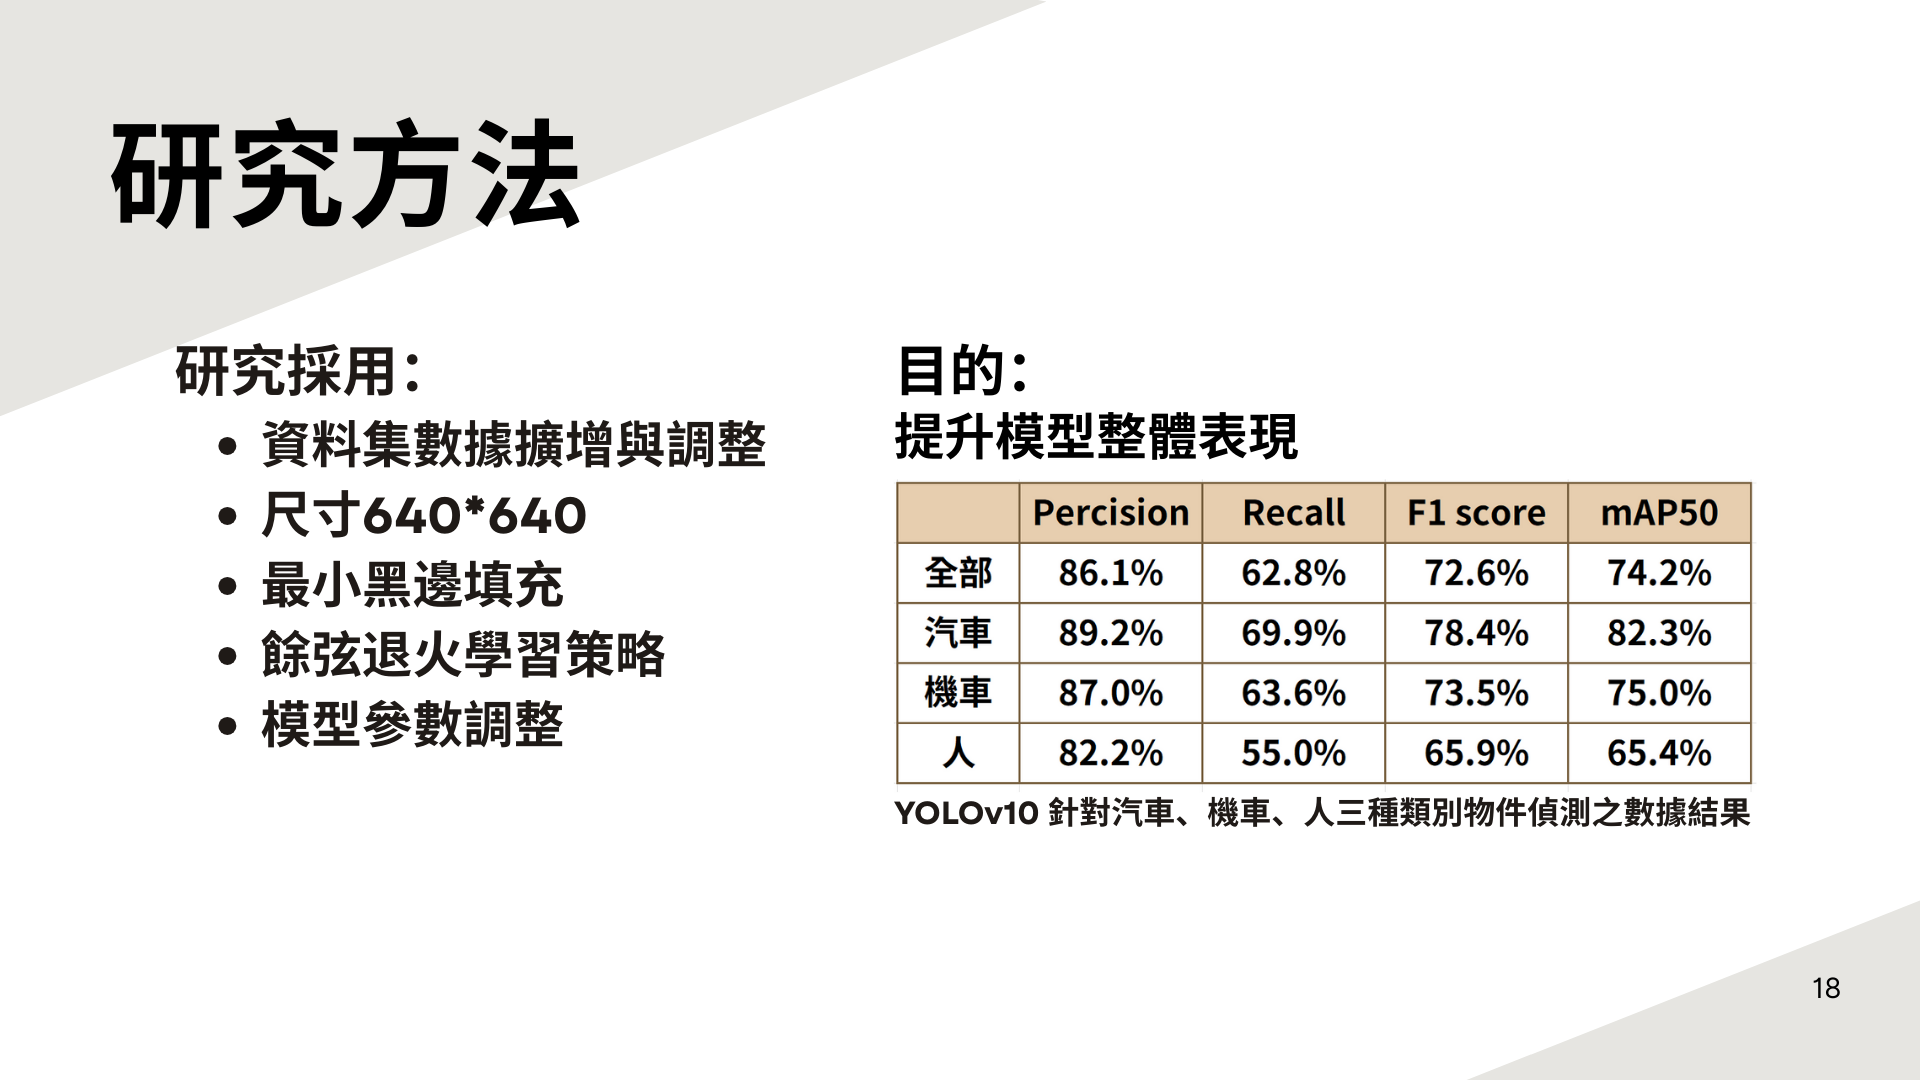 研究方法
研究採用：
• 資料集數據擴增與調整
• 尺寸640*640
• 最小黑邊填充
• 餘弦退火學習策略
• 模型參數調整
目的：
提升模型整體表現
Percision Recall F1 score mAP50
全部 86.1% 62.8% 72.6% 74.2%
汽車 89.2% 69.9% 78.4% 82.3%
機車 87.0% 63.6% 73.5% 75.0%
人 82.2% 55.0% 65.9% 65.4%
YOLOv10 針對汽車、機車、人三種類別物件偵測之數據結果
18